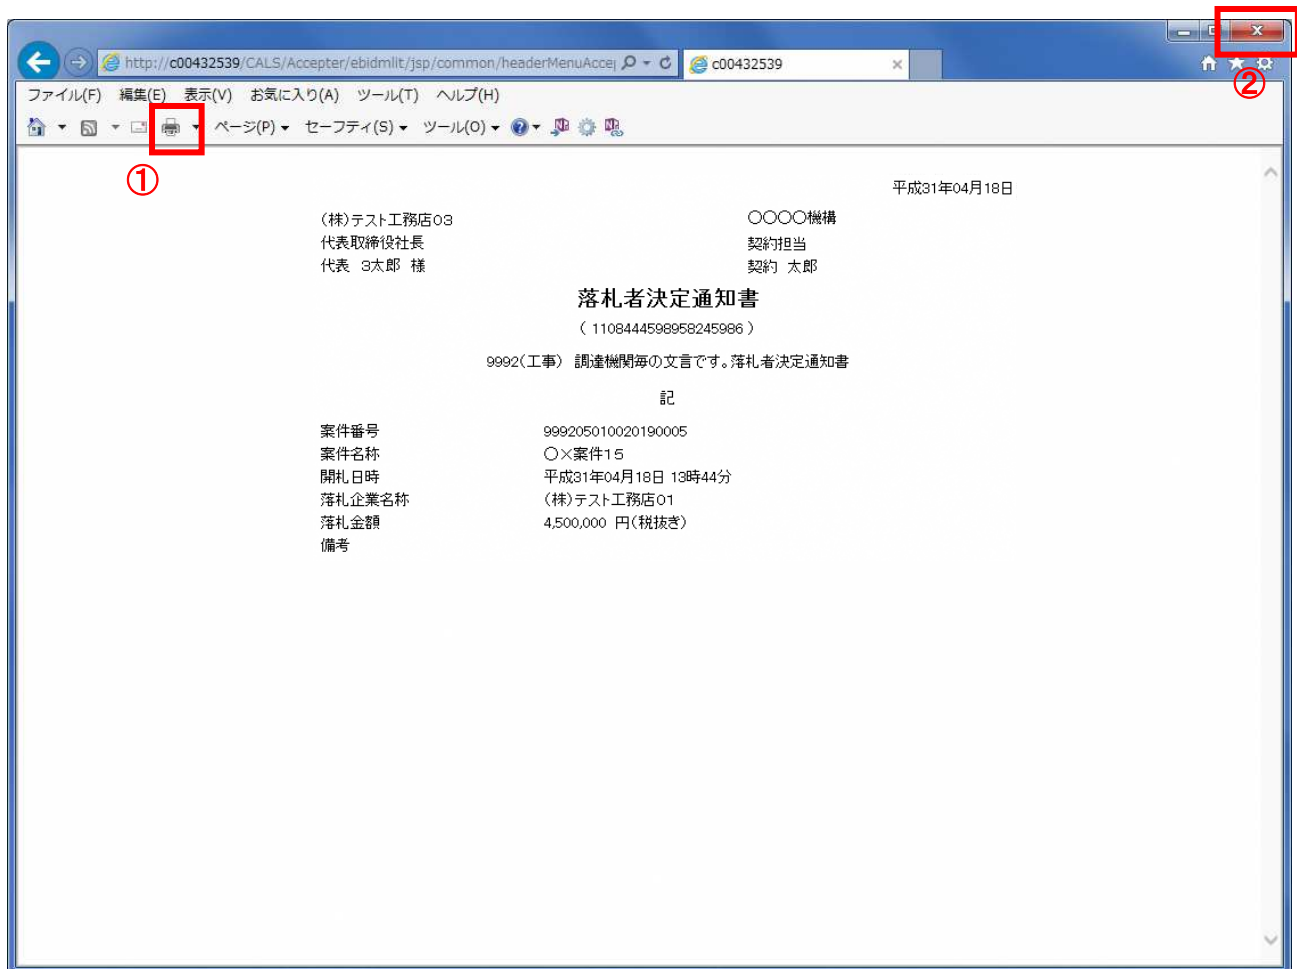 ②
http://c00432539/CALS/Accepter/ebidmlit/jsp/common/headerMenuAccep
c00432539
ファイル(F) 編集(E) 表示(V) お気に入り(A) ツール(T) ヘルプ(H)
ページ(P) セーフティ(S) ツール(O)
①
平成31年04月18日
(株)テスト工務店03 〇〇〇〇機構
代表取締役社長 契約担当
代表 3太郎 様 契約 太郎
落札者決定通知書
( 1108444598958245986 )
9992(工事) 調達機関毎の文言です。落札者決定通知書
記
案件番号 999205010020190005
案件名称 〇×案件15
開札日時 平成31年04月18日 13時44分
落札企業名称 (株)テスト工務店01
落札金額 4,500,000 円(税抜き)
備考